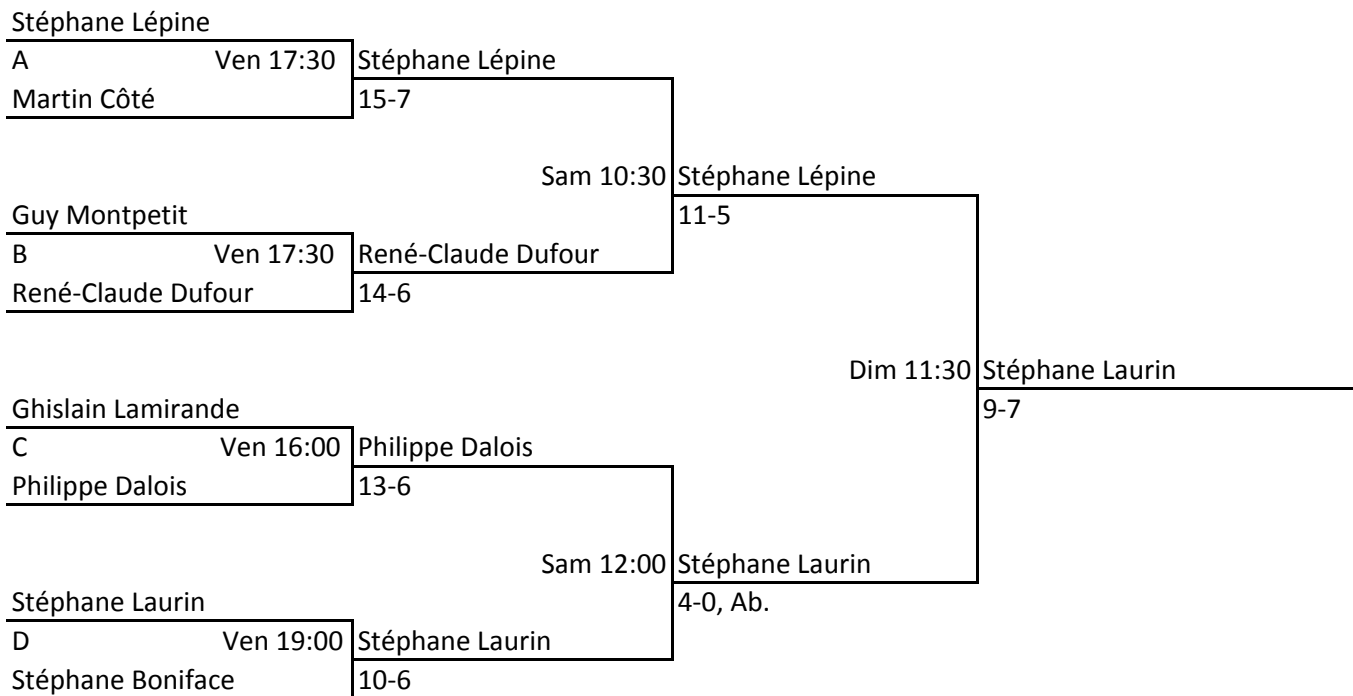 Stéphane Lépine
A Ven 17:30 Stéphane Lépine
Martin Côté 15-7
Sam 10:30 Stéphane Lépine
Guy Montpetit 11-5
B Ven 17:30 René-Claude Dufour
René-Claude Dufour 14-6
Dim 11:30 Stéphane Laurin
Ghislain Lamirande 9-7
C Ven 16:00 Philippe Dalois
Philippe Dalois 13-6
Sam 12:00 Stéphane Laurin
Stéphane Laurin 4-0, Ab.
D Ven 19:00 Stéphane Laurin
Stéphane Boniface 10-6